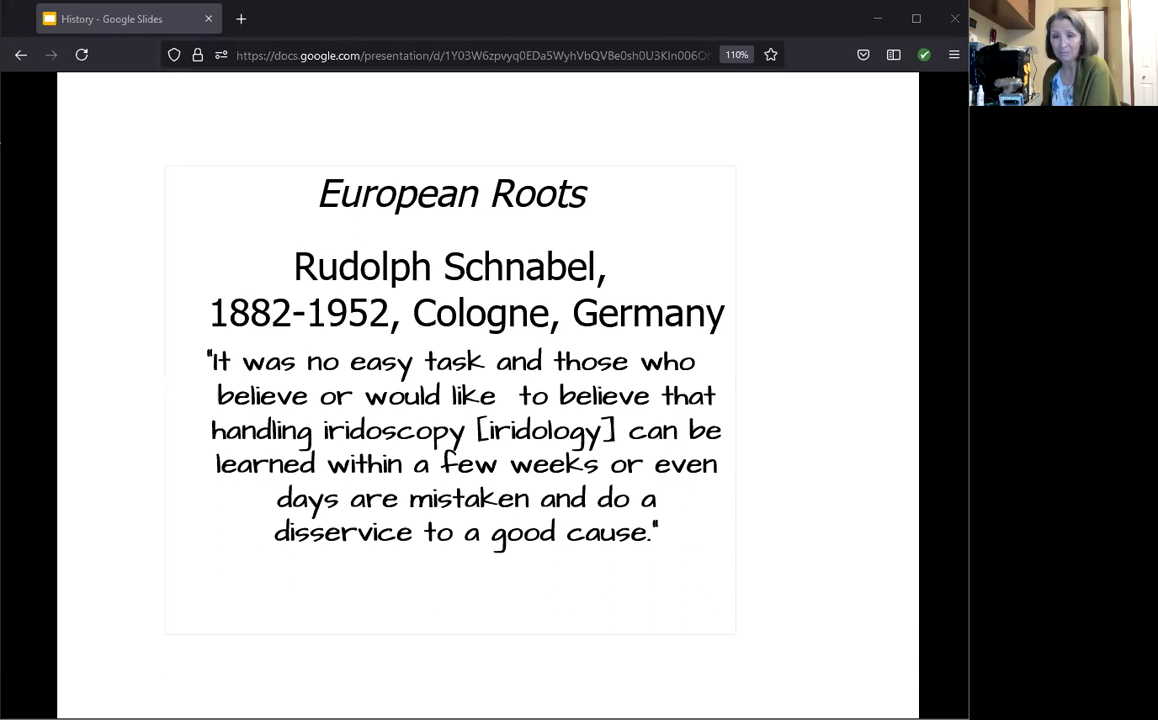 History - Google Slides
https://docs.google.com/presentation/d/1Y03W6zpvyq0EDa5WyhVbQVBe0sh0U3KIn006O
110%
European Roots
Rudolph Schnabel,
1882-1952, Cologne, Germany
"It was no easy task and those who
believe or would like to believe that
handling iridoscopy [iridology] can be
learned within a few weeks or even
days are mistaken and do a
disservice to a good cause."